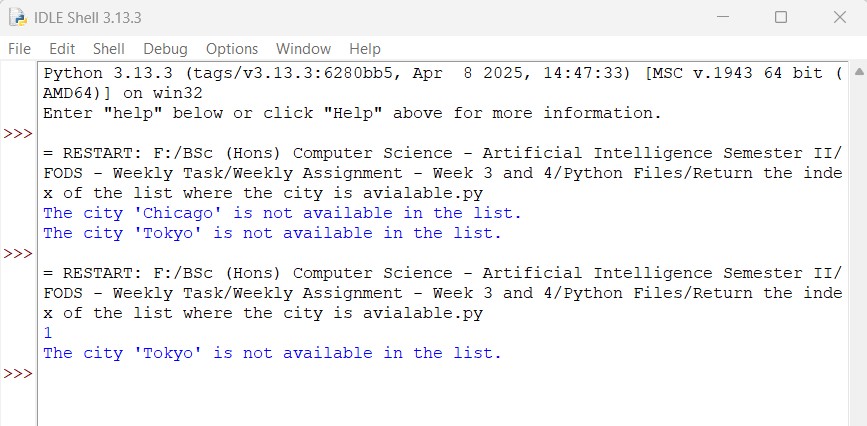 IDLE Shell 3.13.3
File Edit Shell Debug Options Window Help
Python 3.13.3 (tags/v3.13.3:6280bb5, Apr  8 2025, 14:47:33) [MSC v.1943 64 bit (
AMD64)] on win32
Enter "help" below or click "Help" above for more information.
>>>
= RESTART: F:/BSc (Hons) Computer Science - Artificial Intelligence Semester II/
FODS - Weekly Task/Weekly Assignment - Week 3 and 4/Python Files/Return the inde
x of the list where the city is avialable.py
The city 'Chicago' is not available in the list.
The city 'Tokyo' is not available in the list.
>>>
= RESTART: F:/BSc (Hons) Computer Science - Artificial Intelligence Semester II/
FODS - Weekly Task/Weekly Assignment - Week 3 and 4/Python Files/Return the inde
x of the list where the city is avialable.py
1
The city 'Tokyo' is not available in the list.
>>>